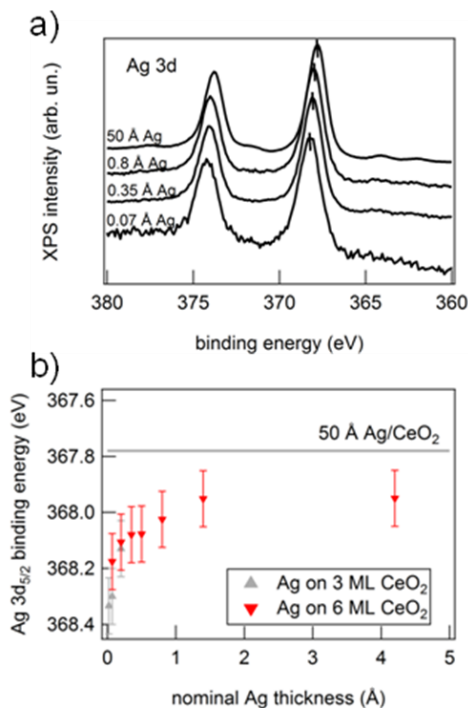 a)
Ag 3d
50 Å Ag
0.8 Å Ag
0.35 Å Ag
0.07 Å Ag
XPS intensity (arb. un.)
380 375 370 365 360
binding energy (eV)
b)
367.6
367.8
368.0
368.2
368.4
Ag 3d5/2 binding energy (eV)
50 Å Ag/CeO2
Ag on 3 ML CeO2
Ag on 6 ML CeO2
0 1 2 3 4 5
nominal Ag thickness (Å)